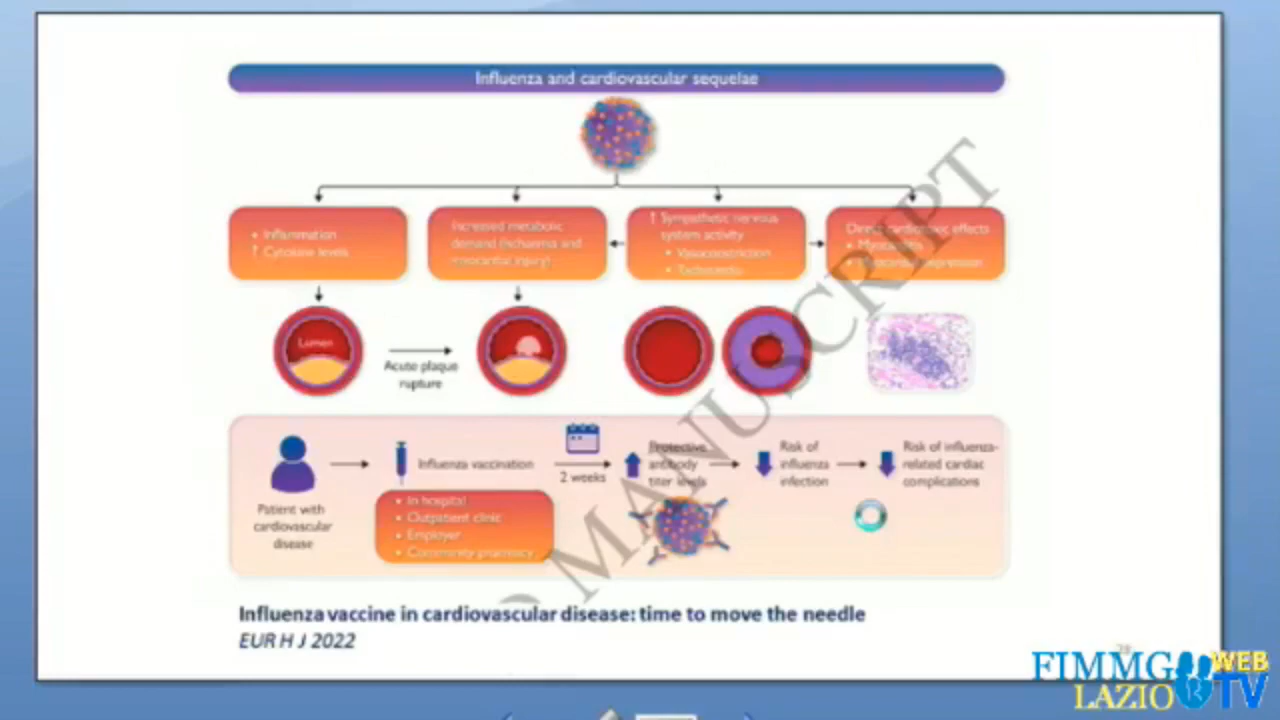 Influenza and cardiovascular sequelae
• Inflammation
↑ Cytokine levels
Increased metabolic
demand (ischaemia and
myocardial injury)
↑ Sympathetic nervous
system activity
• Vasoconstriction
• Tachycardia
Direct cardiotoxic effects
• Myocarditis
• Myocardial depression
Lumen
Acute plaque
rupture
Patient with
cardiovascular
disease
Influenza vaccination
• In hospital
• Outpatient clinic
• Employer
• Community pharmacy
2 weeks
Protective
antibody
titer levels
Risk of
influenza
infection
Risk of influenza-
related cardiac
complications
MANUSCRIPT
Influenza vaccine in cardiovascular disease: time to move the needle
EUR H J 2022
FIMMG WEB
LAZIO TV